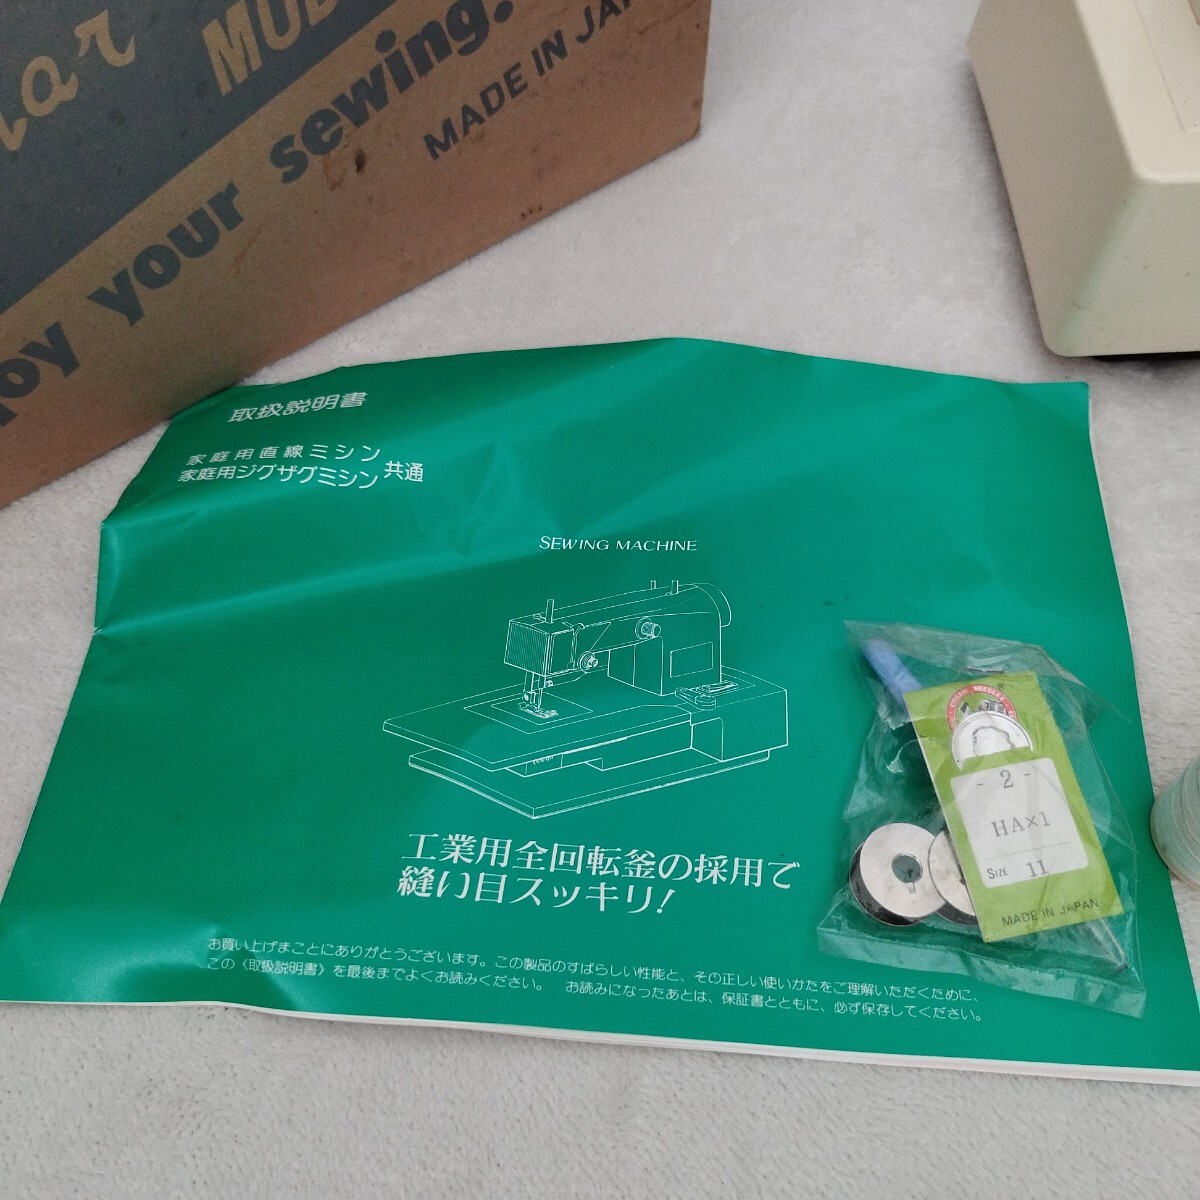 MADE IN JAP
your sewing.
取扱説明書
家庭用直線ミシン
家庭用ジグザグミシン 共通
SEWING MACHINE
工業用全回転釜の採用で
縫い目スッキリ!
お買い上げまことにありがとうございます。この製品のすばらしい性能と、その正しい使いかたをご理解いただくために、
この《取扱説明書》を最後までよくお読みください。 お読みになったあとは、保証書とともに、必ず保存してください。
ORGAN NEEDLES
- 2 -
HA×1
SIZE 11
MADE IN JAPAN